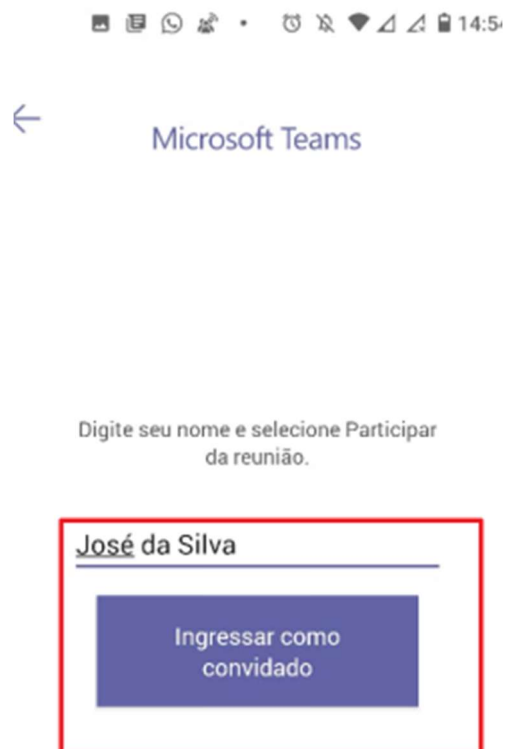 14:54
Microsoft Teams
Digite seu nome e selecione Participar
da reunião.
José da Silva
Ingressar como
convidado